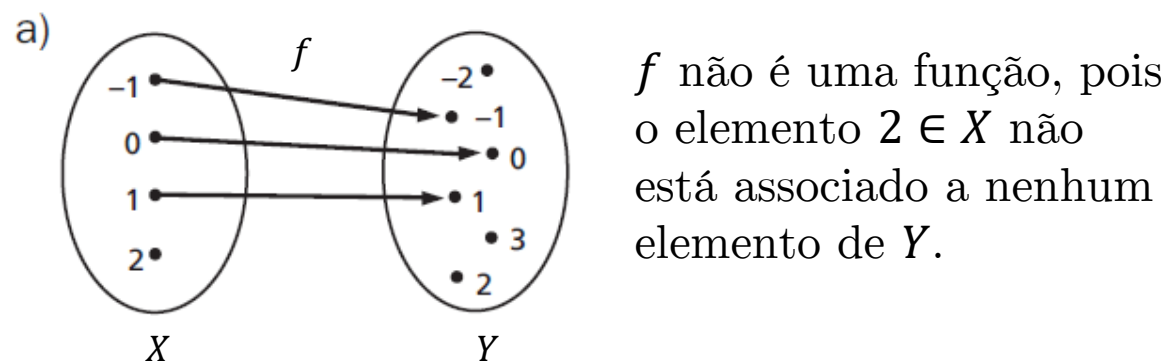 a)
f
–1
0
1
2
X
–2
–1
0
1
3
2
Y
f não é uma função, pois
o elemento 2 ∈ X não
está associado a nenhum
elemento de Y.